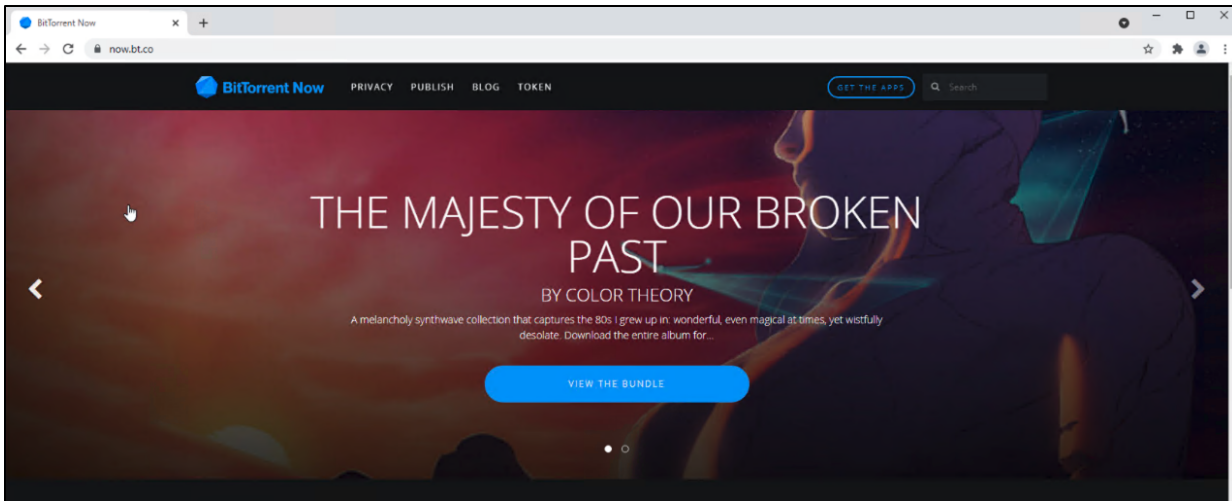 BitTorrent Now
now.bt.co
BitTorrent Now PRIVACY PUBLISH BLOG TOKEN GET THE APPS Search
THE MAJESTY OF OUR BROKEN
PAST
BY COLOR THEORY
A melancholy synthwave collection that captures the 80s I grew up in: wonderful, even magical at times, yet wistfully
desolate. Download the entire album for...
VIEW THE BUNDLE